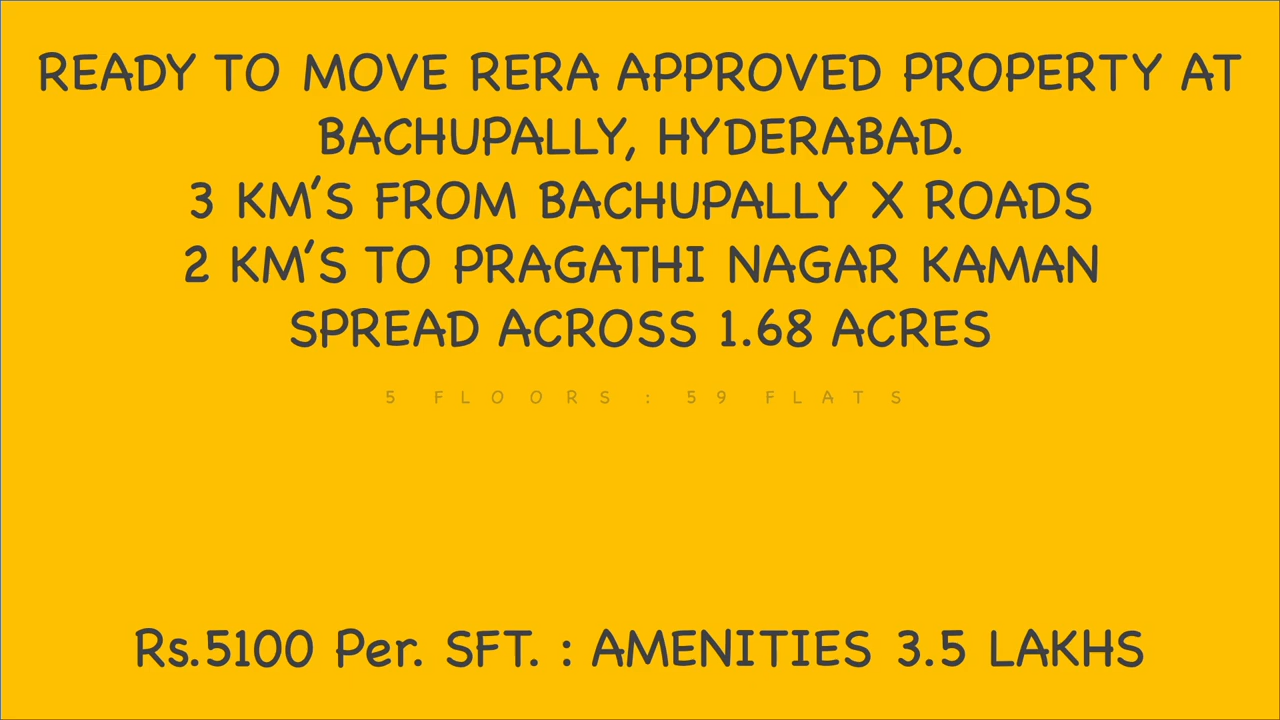 READY TO MOVE RERA APPROVED PROPERTY AT
BACHUPALLY, HYDERABAD.
3 KM'S FROM BACHUPALLY X ROADS
2 KM'S TO PRAGATHI NAGAR KAMAN
SPREAD ACROSS 1.68 ACRES
5 FLOORS : 59 FLATS
Rs.5100 Per. SFT. : AMENITIES 3.5 LAKHS